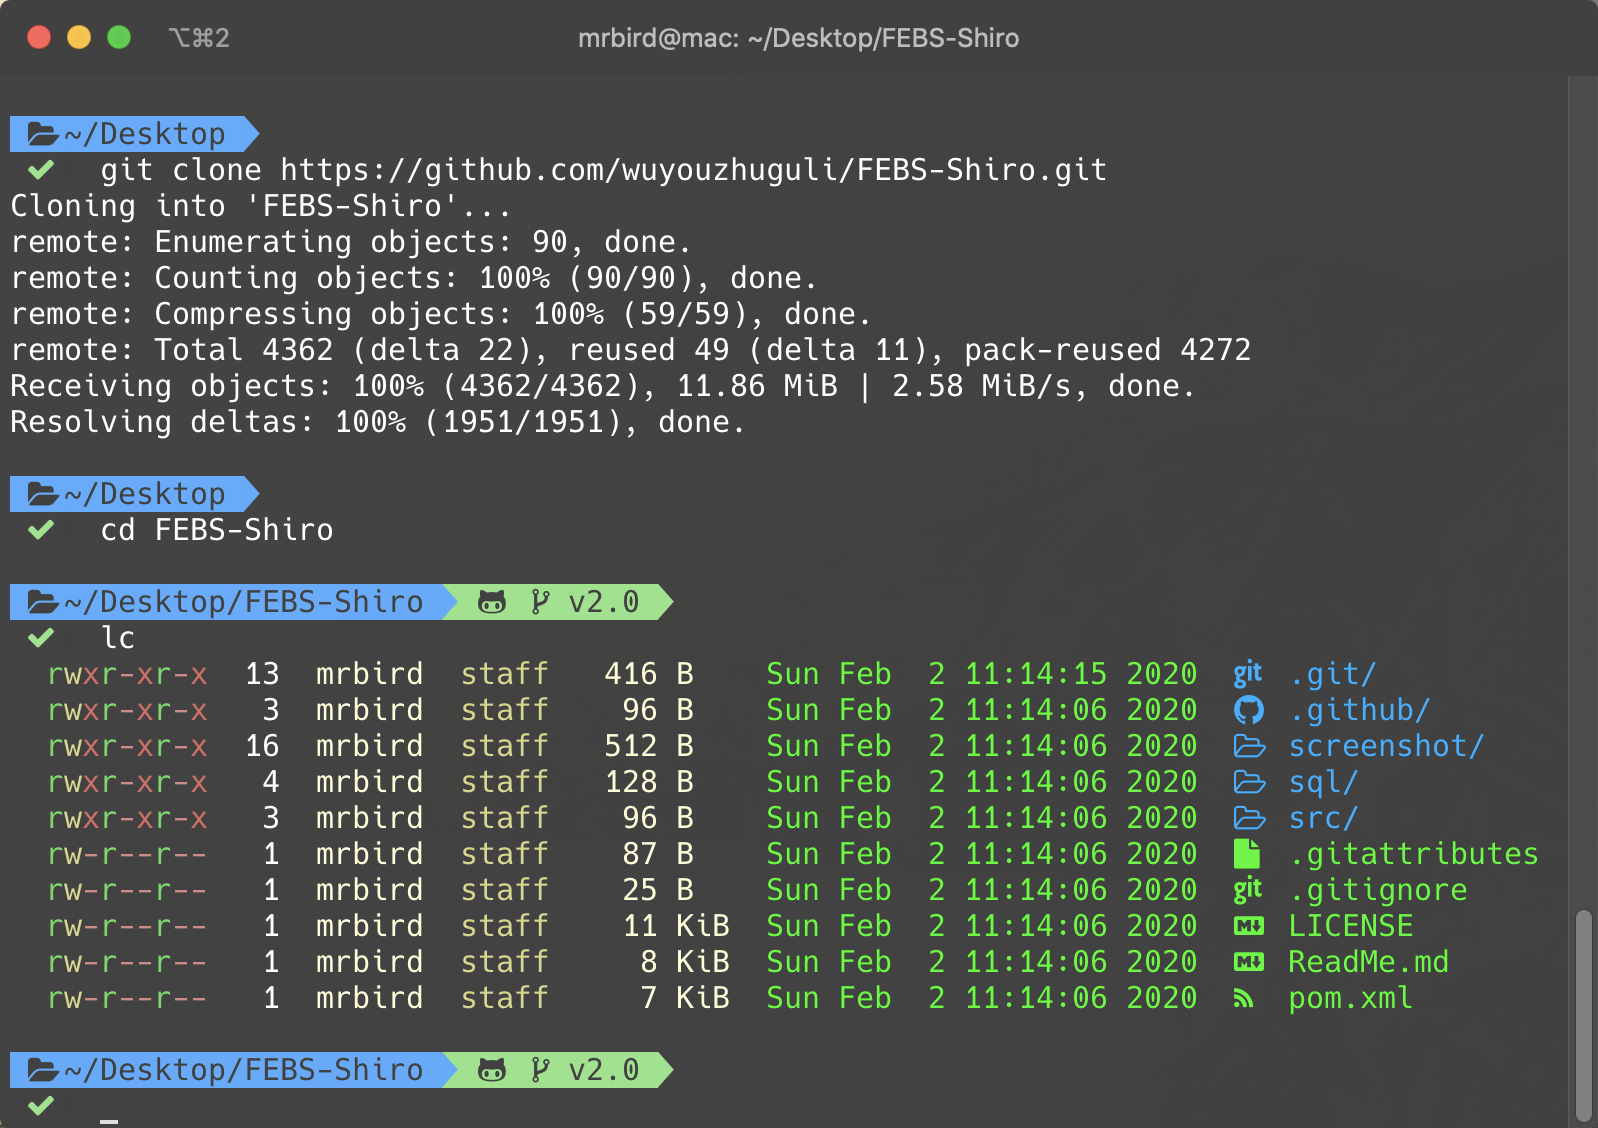 ⌥⌘2 mrbird@mac: ~/Desktop/FEBS-Shiro
~/Desktop
git clone https://github.com/wuyouzhuguli/FEBS-Shiro.git
Cloning into 'FEBS-Shiro'...
remote: Enumerating objects: 90, done.
remote: Counting objects: 100% (90/90), done.
remote: Compressing objects: 100% (59/59), done.
remote: Total 4362 (delta 22), reused 49 (delta 11), pack-reused 4272
Receiving objects: 100% (4362/4362), 11.86 MiB | 2.58 MiB/s, done.
Resolving deltas: 100% (1951/1951), done.
~/Desktop
cd FEBS-Shiro
~/Desktop/FEBS-Shiro v2.0
lc
rwxr-xr-x 13 mrbird staff 416 B Sun Feb 2 11:14:15 2020 git .git/
rwxr-xr-x 3 mrbird staff 96 B Sun Feb 2 11:14:06 2020 .github/
rwxr-xr-x 16 mrbird staff 512 B Sun Feb 2 11:14:06 2020 screenshot/
rwxr-xr-x 4 mrbird staff 128 B Sun Feb 2 11:14:06 2020 sql/
rwxr-xr-x 3 mrbird staff 96 B Sun Feb 2 11:14:06 2020 src/
rw-r--r-- 1 mrbird staff 87 B Sun Feb 2 11:14:06 2020 .gitattributes
rw-r--r-- 1 mrbird staff 25 B Sun Feb 2 11:14:06 2020 git .gitignore
rw-r--r-- 1 mrbird staff 11 KiB Sun Feb 2 11:14:06 2020 LICENSE
rw-r--r-- 1 mrbird staff 8 KiB Sun Feb 2 11:14:06 2020 ReadMe.md
rw-r--r-- 1 mrbird staff 7 KiB Sun Feb 2 11:14:06 2020 pom.xml
~/Desktop/FEBS-Shiro v2.0